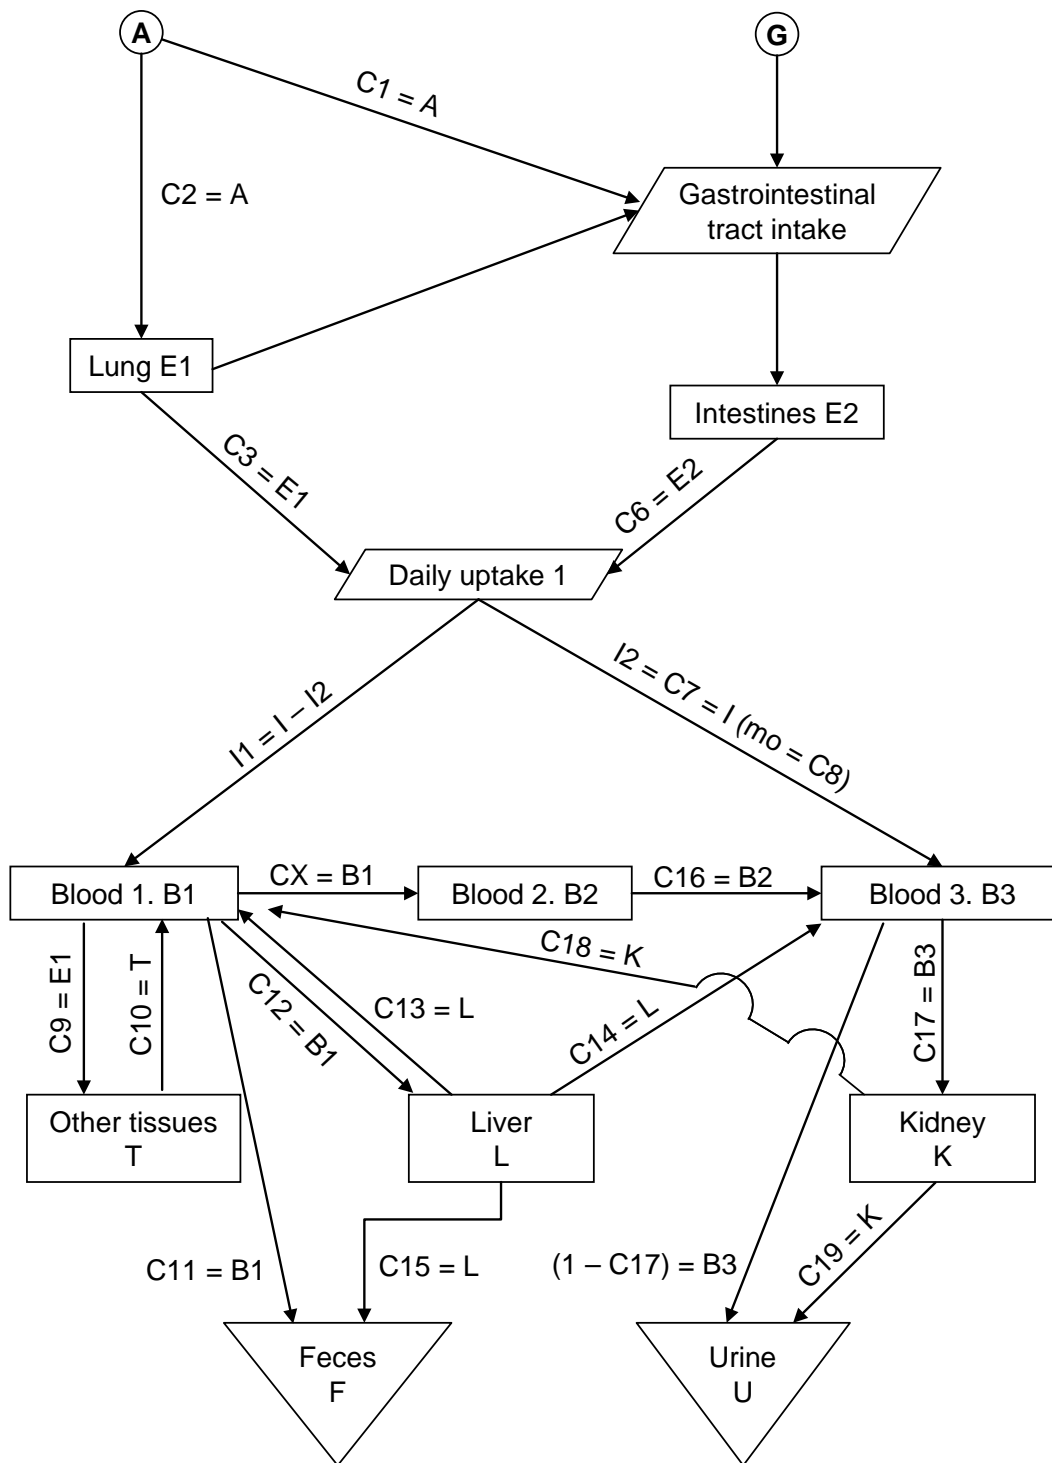 A
G
C1 = A
C2 = A
Gastrointestinal
tract intake
Lung E1
Intestines E2
C3 = E1
C6 = E2
Daily uptake 1
I1 = I – I2
I2 = C7 = I (mo = C8)
Blood 1. B1
CX = B1
Blood 2. B2
C16 = B2
Blood 3. B3
C9 = E1
C10 = T
C12 = B1
C13 = L
C18 = K
C14 = L
C17 = B3
Other tissues
T
Liver
L
Kidney
K
C11 = B1
C15 = L
(1 – C17) = B3
C19 = K
Feces
F
Urine
U